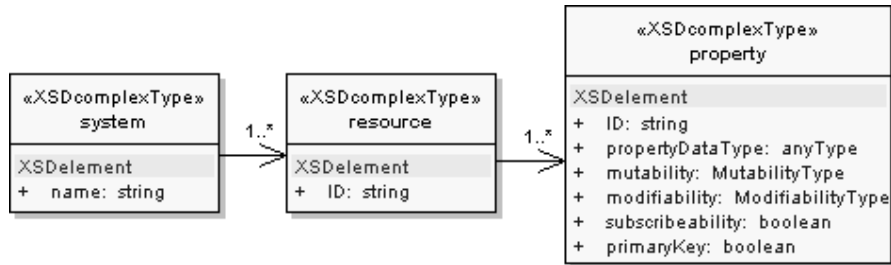 «XSDcomplexType»
system
XSDelement
+ name: string
1..*
«XSDcomplexType»
resource
XSDelement
+ ID: string
1..*
«XSDcomplexType»
property
XSDelement
+ ID: string
+ propertyDataType: anyType
+ mutability: MutabilityType
+ modifiability: ModifiabilityType
+ subscribeability: boolean
+ primaryKey: boolean